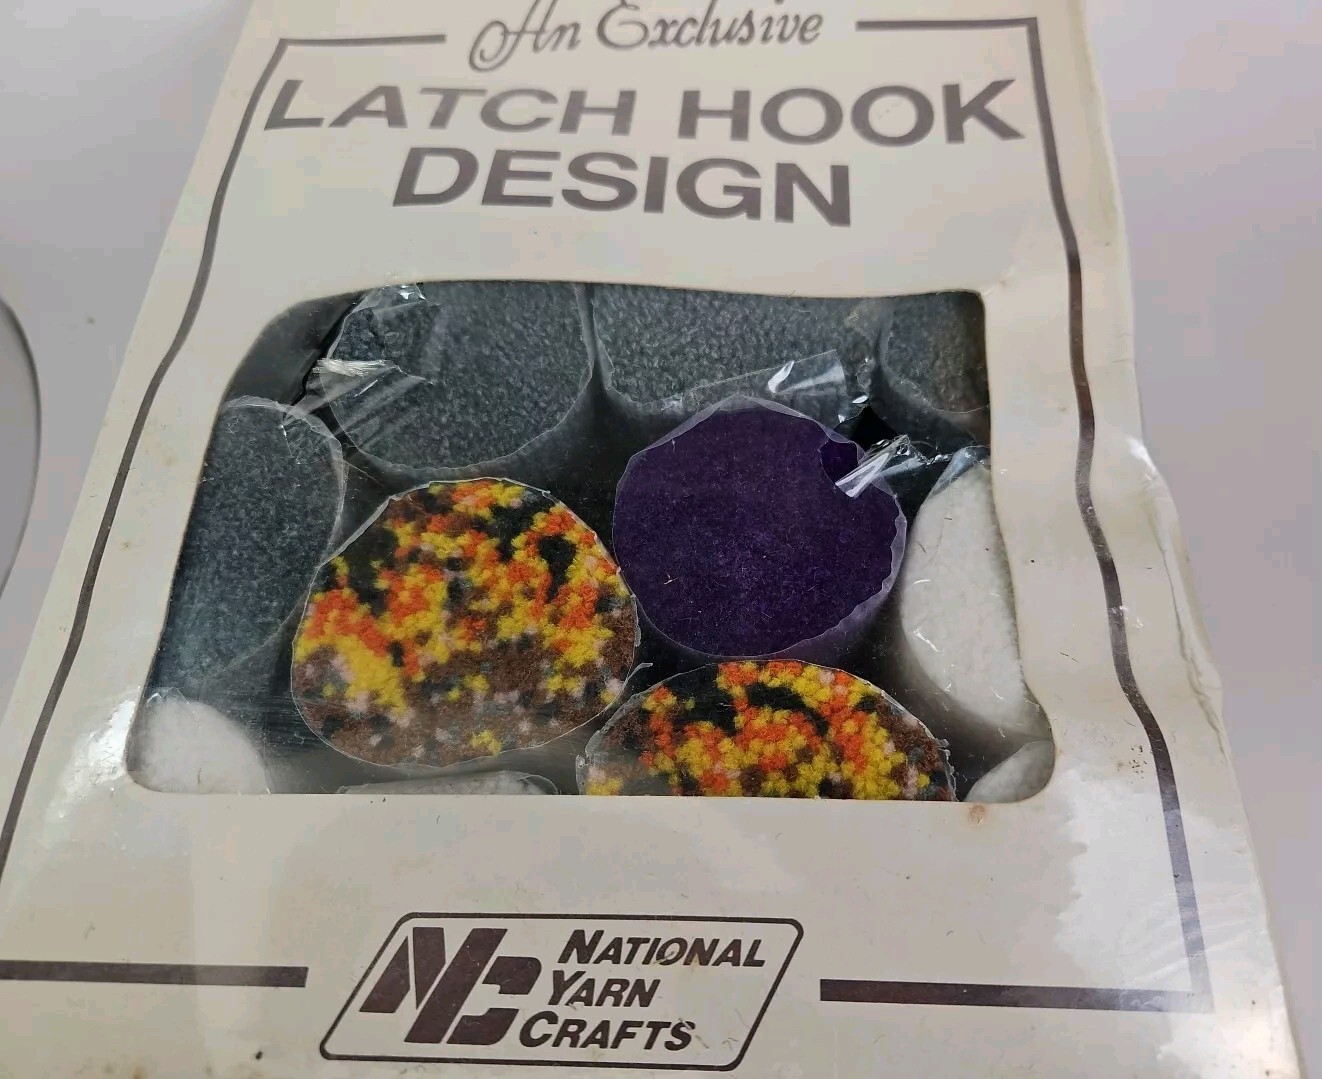 An Exclusive
LATCH HOOK
DESIGN
NYC NATIONAL
YARN
CRAFTS